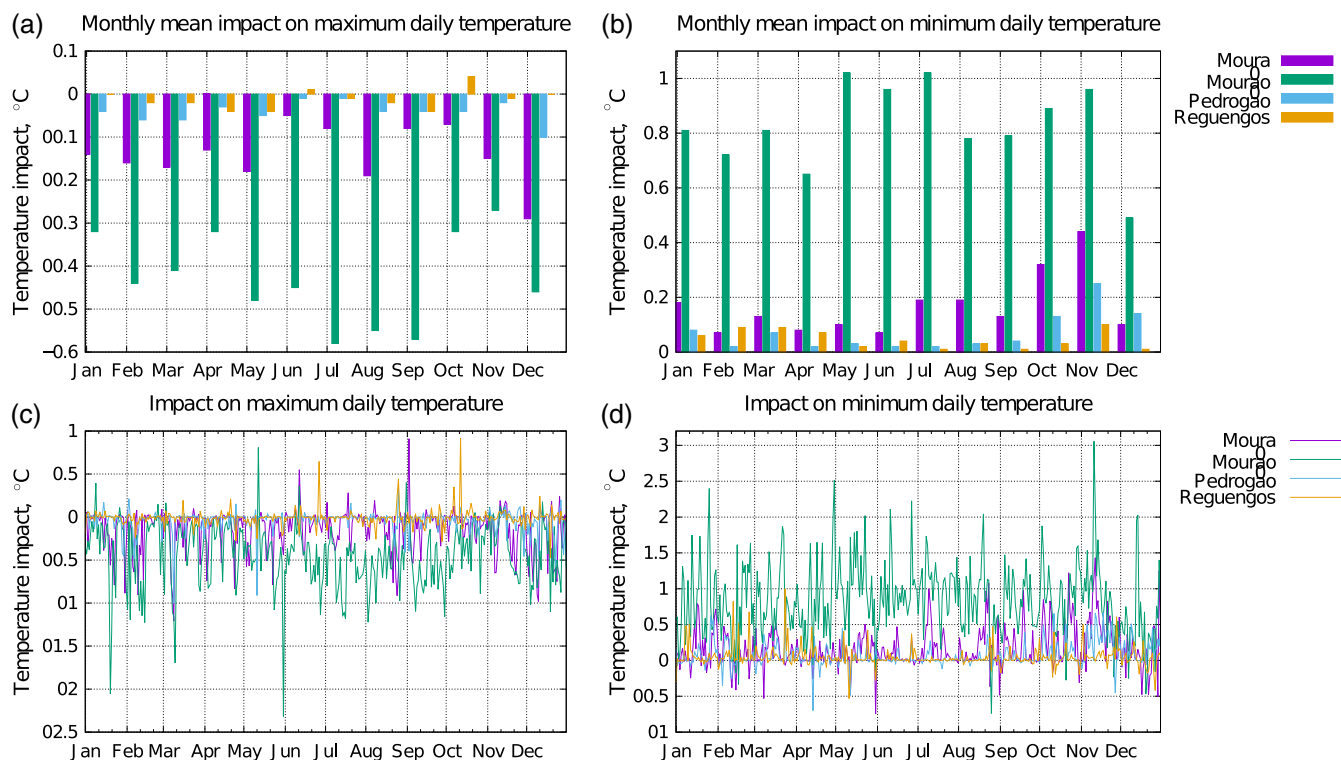 (a) Monthly mean impact on maximum daily temperature
Temperature impact, °C
0.1
0
00.1
00.2
00.3
00.4
00.5
−0.6
Jan Feb Mar Apr May Jun Jul Aug Sep Oct Nov Dec
(b) Monthly mean impact on minimum daily temperature
Temperature impact, °C
1
0.8
0.6
0.4
0.2
0
Jan Feb Mar Apr May Jun Jul Aug Sep Oct Nov Dec
Moura
0
Mourao
0
Pedrogao
Reguengos
(c) Impact on maximum daily temperature
Temperature impact, °C
1
0.5
0
00.5
01
01.5
02
02.5
Jan Feb Mar Apr May Jun Jul Aug Sep Oct Nov Dec
(d) Impact on minimum daily temperature
Temperature impact, °C
3
2.5
2
1.5
1
0.5
0
00.5
01
Jan Feb Mar Apr May Jun Jul Aug Sep Oct Nov Dec
Moura
0
Mourao
0
Pedrogao
Reguengos